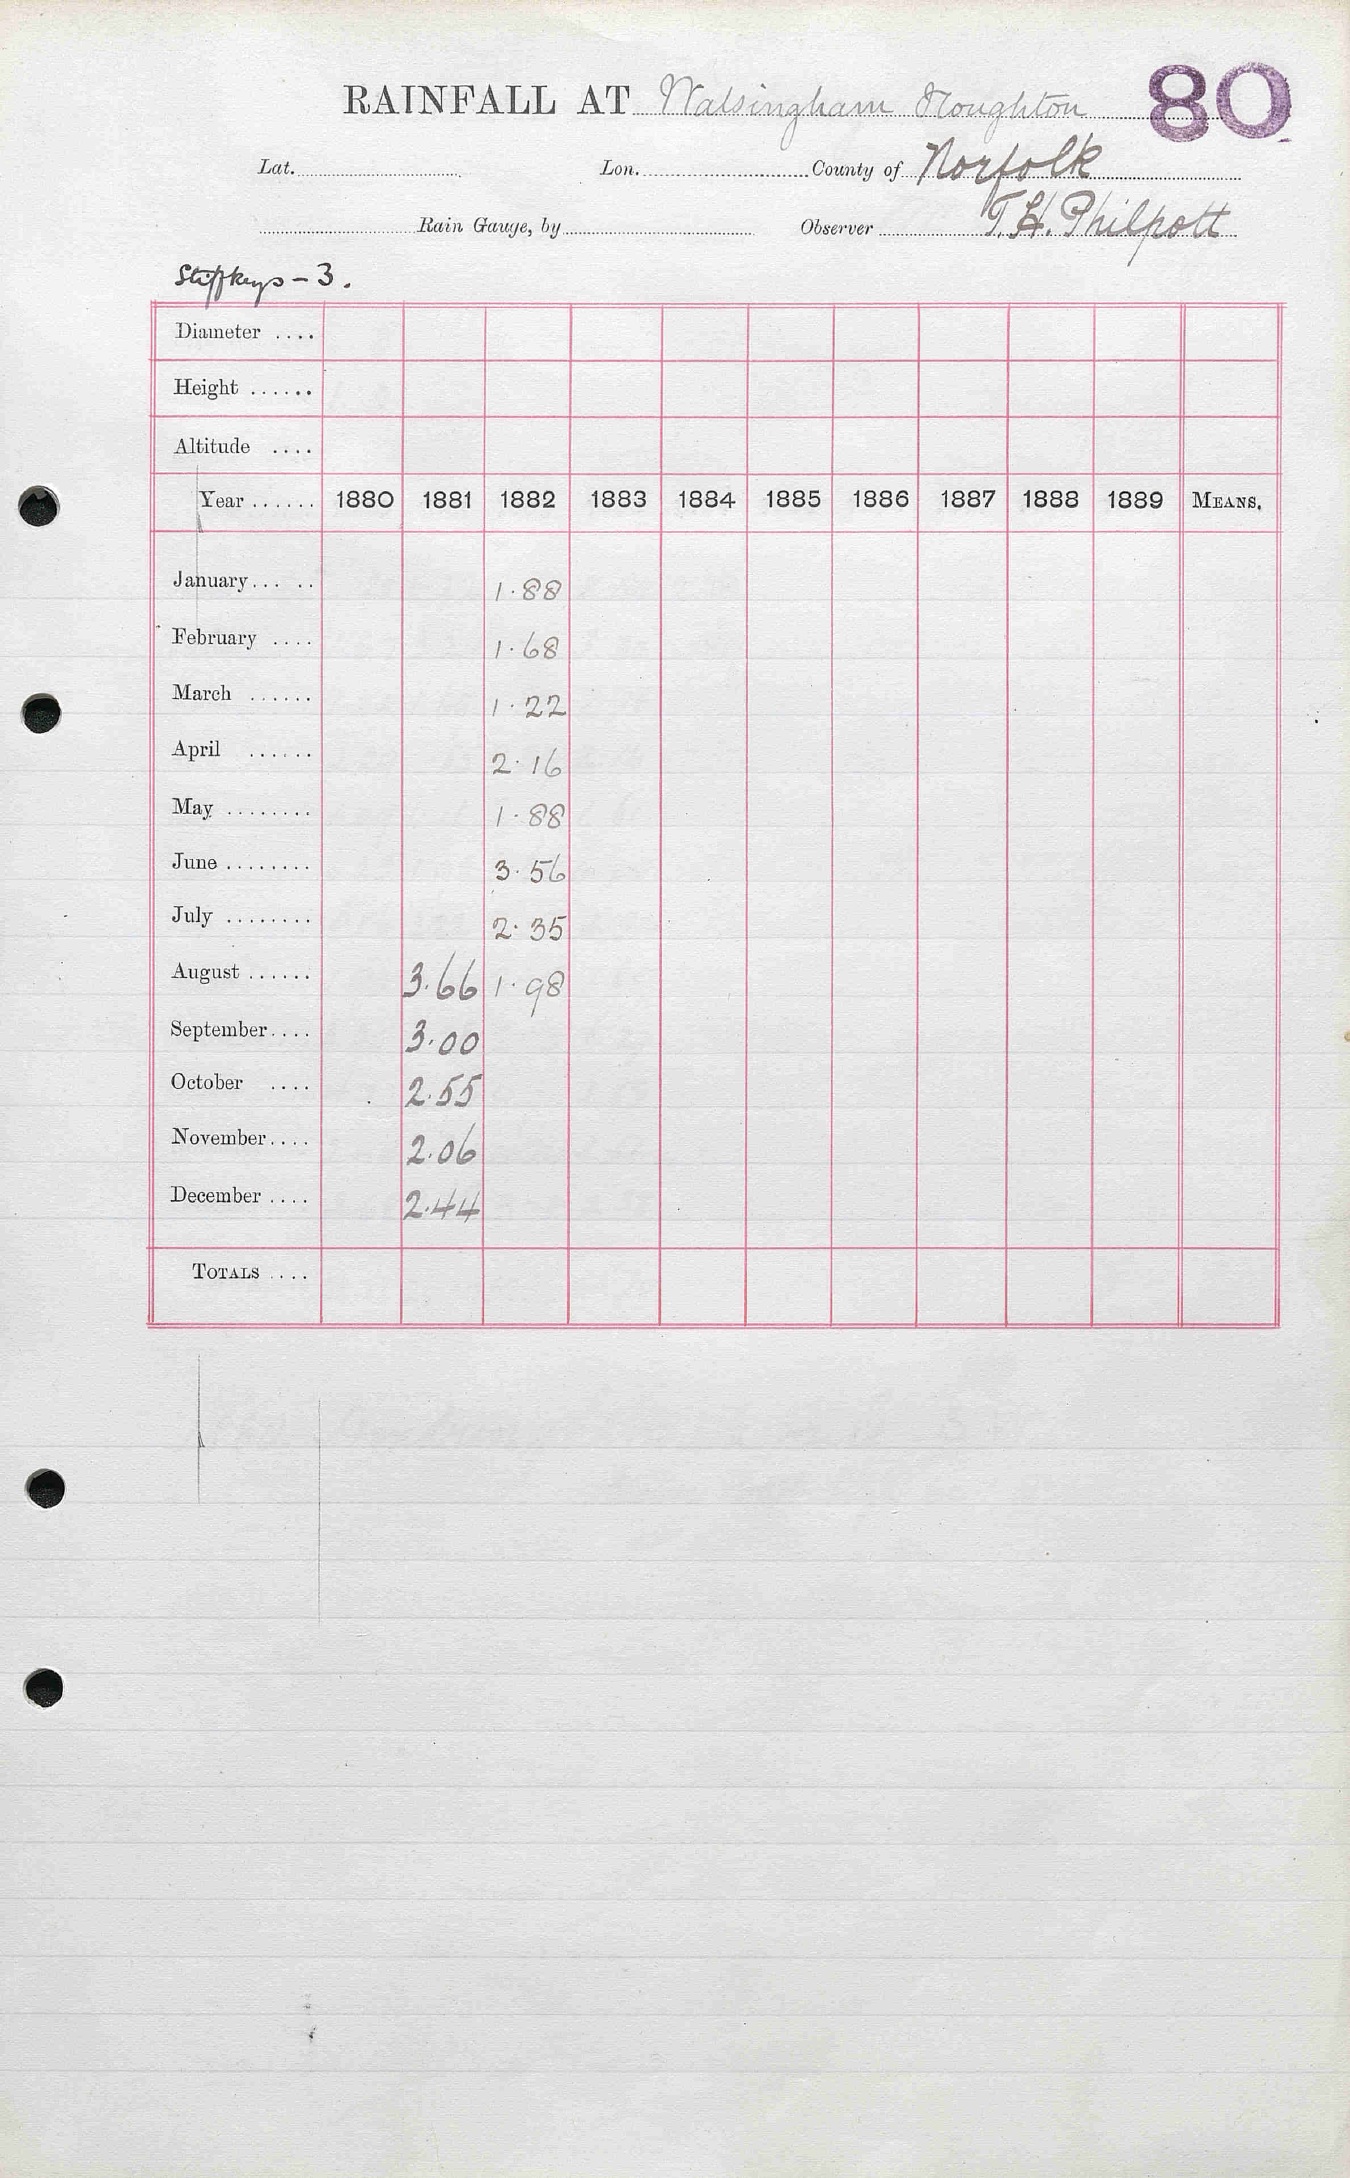 RAINFALL AT Walsingham Houghton 80
Lat. Lon. County of Norfolk
Rain Gauge, by Observer T. H. Philpott
Stiffkey - 3.
Diameter ....
Height ......
Altitude ....
Year ...... 1880 1881 1882 1883 1884 1885 1886 1887 1888 1889 MEANS.
January... .. 1.88
February .... 1.68
March ...... 1.22
April ...... 2.16
May ........ 1.88
June ........ 3.56
July ........ 2.35
August ...... 3.66 1.98
September.... 3.00
October .... 2.55
November.... 2.06
December .... 2.44
TOTALS ....